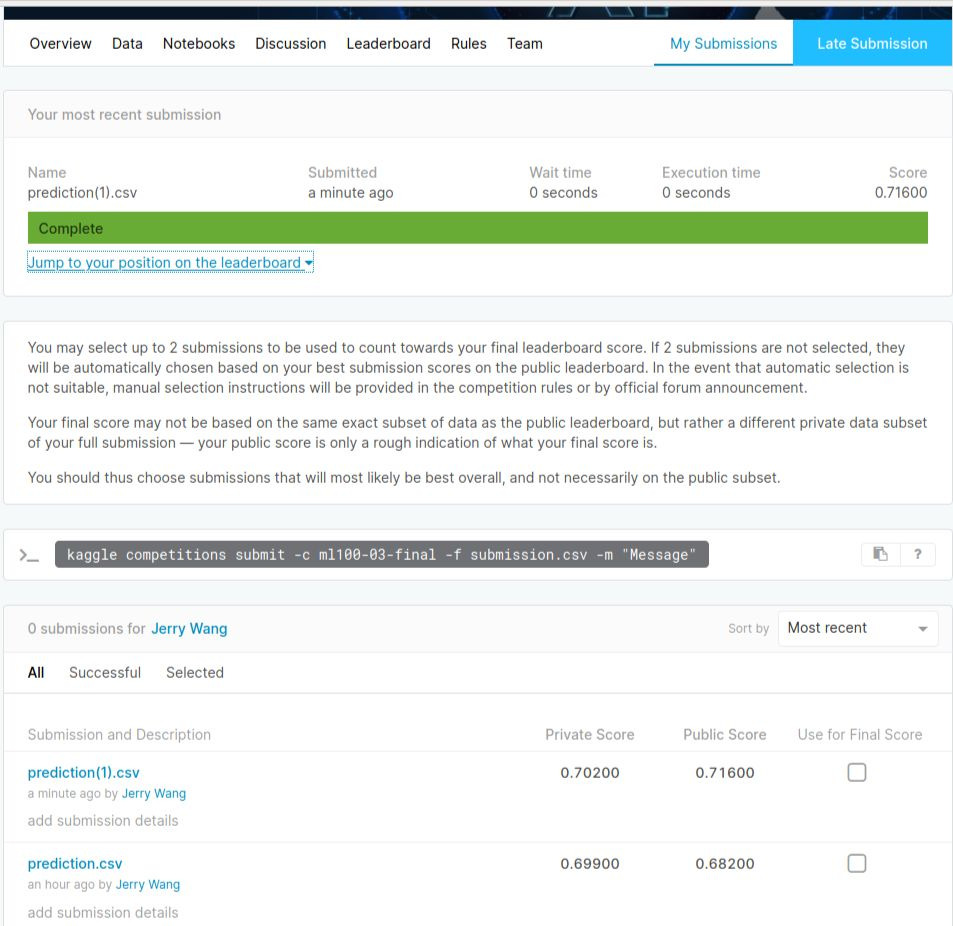 Overview Data Notebooks Discussion Leaderboard Rules Team My Submissions Late Submission
Your most recent submission
Name Submitted Wait time Execution time Score
prediction(1).csv a minute ago 0 seconds 0 seconds 0.71600
Complete
Jump to your position on the leaderboard
You may select up to 2 submissions to be used to count towards your final leaderboard score. If 2 submissions are not selected, they
will be automatically chosen based on your best submission scores on the public leaderboard. In the event that automatic selection is
not suitable, manual selection instructions will be provided in the competition rules or by official forum announcement.
Your final score may not be based on the same exact subset of data as the public leaderboard, but rather a different private data subset
of your full submission — your public score is only a rough indication of what your final score is.
You should thus choose submissions that will most likely be best overall, and not necessarily on the public subset.
>_ kaggle competitions submit -c ml100-03-final -f submission.csv -m "Message" ?
0 submissions for Jerry Wang Sort by Most recent
All Successful Selected
Submission and Description Private Score Public Score Use for Final Score
prediction(1).csv 0.70200 0.71600
a minute ago by Jerry Wang
add submission details
prediction.csv 0.69900 0.68200
an hour ago by Jerry Wang
add submission details